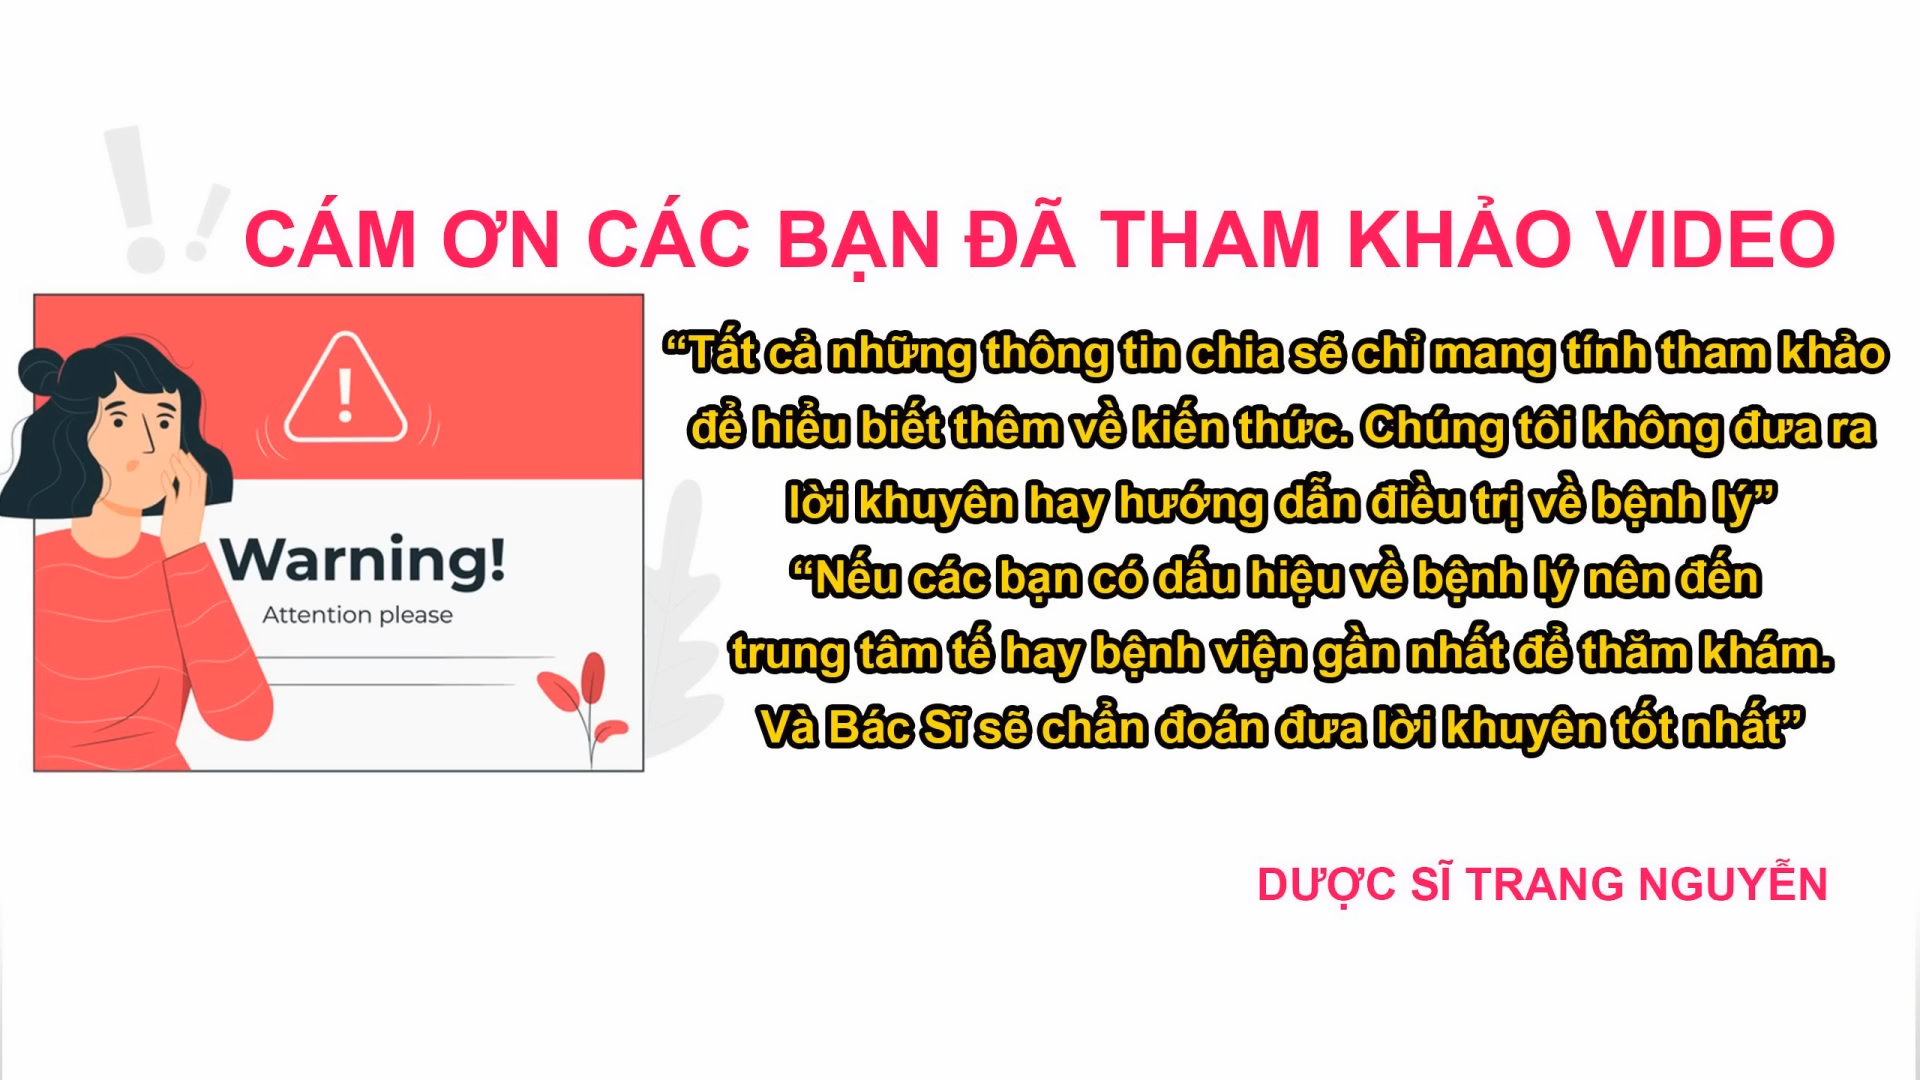 CÁM ƠN CÁC BẠN ĐÃ THAM KHẢO VIDEO
“Tất cả những thông tin chia sẽ chỉ mang tính tham khảo
để hiểu biết thêm về kiến thức. Chúng tôi không đưa ra
lời khuyên hay hướng dẫn điều trị về bệnh lý”
“Nếu các bạn có dấu hiệu về bệnh lý nên đến
trung tâm tế hay bệnh viện gần nhất để thăm khám.
Và Bác Sĩ sẽ chẩn đoán đưa lời khuyên tốt nhất”
Warning!
Attention please
DƯỢC SĨ TRANG NGUYỄN